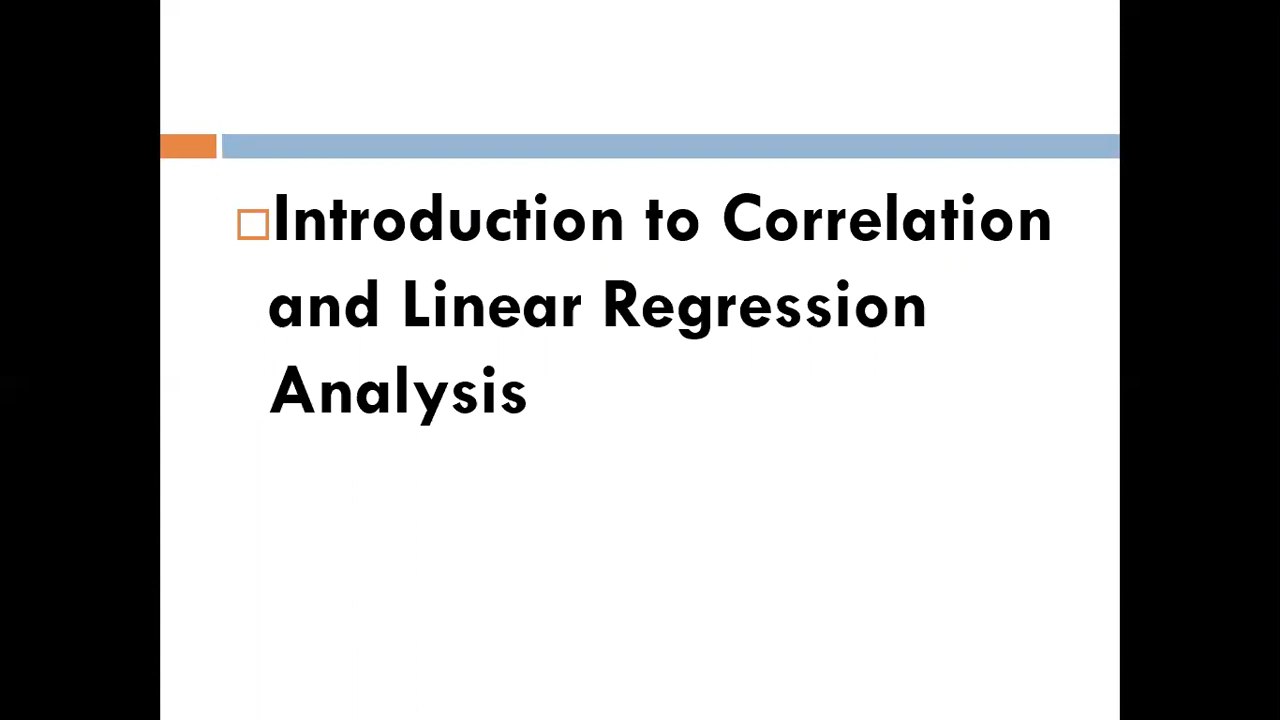 Introduction to Correlation
and Linear Regression
Analysis